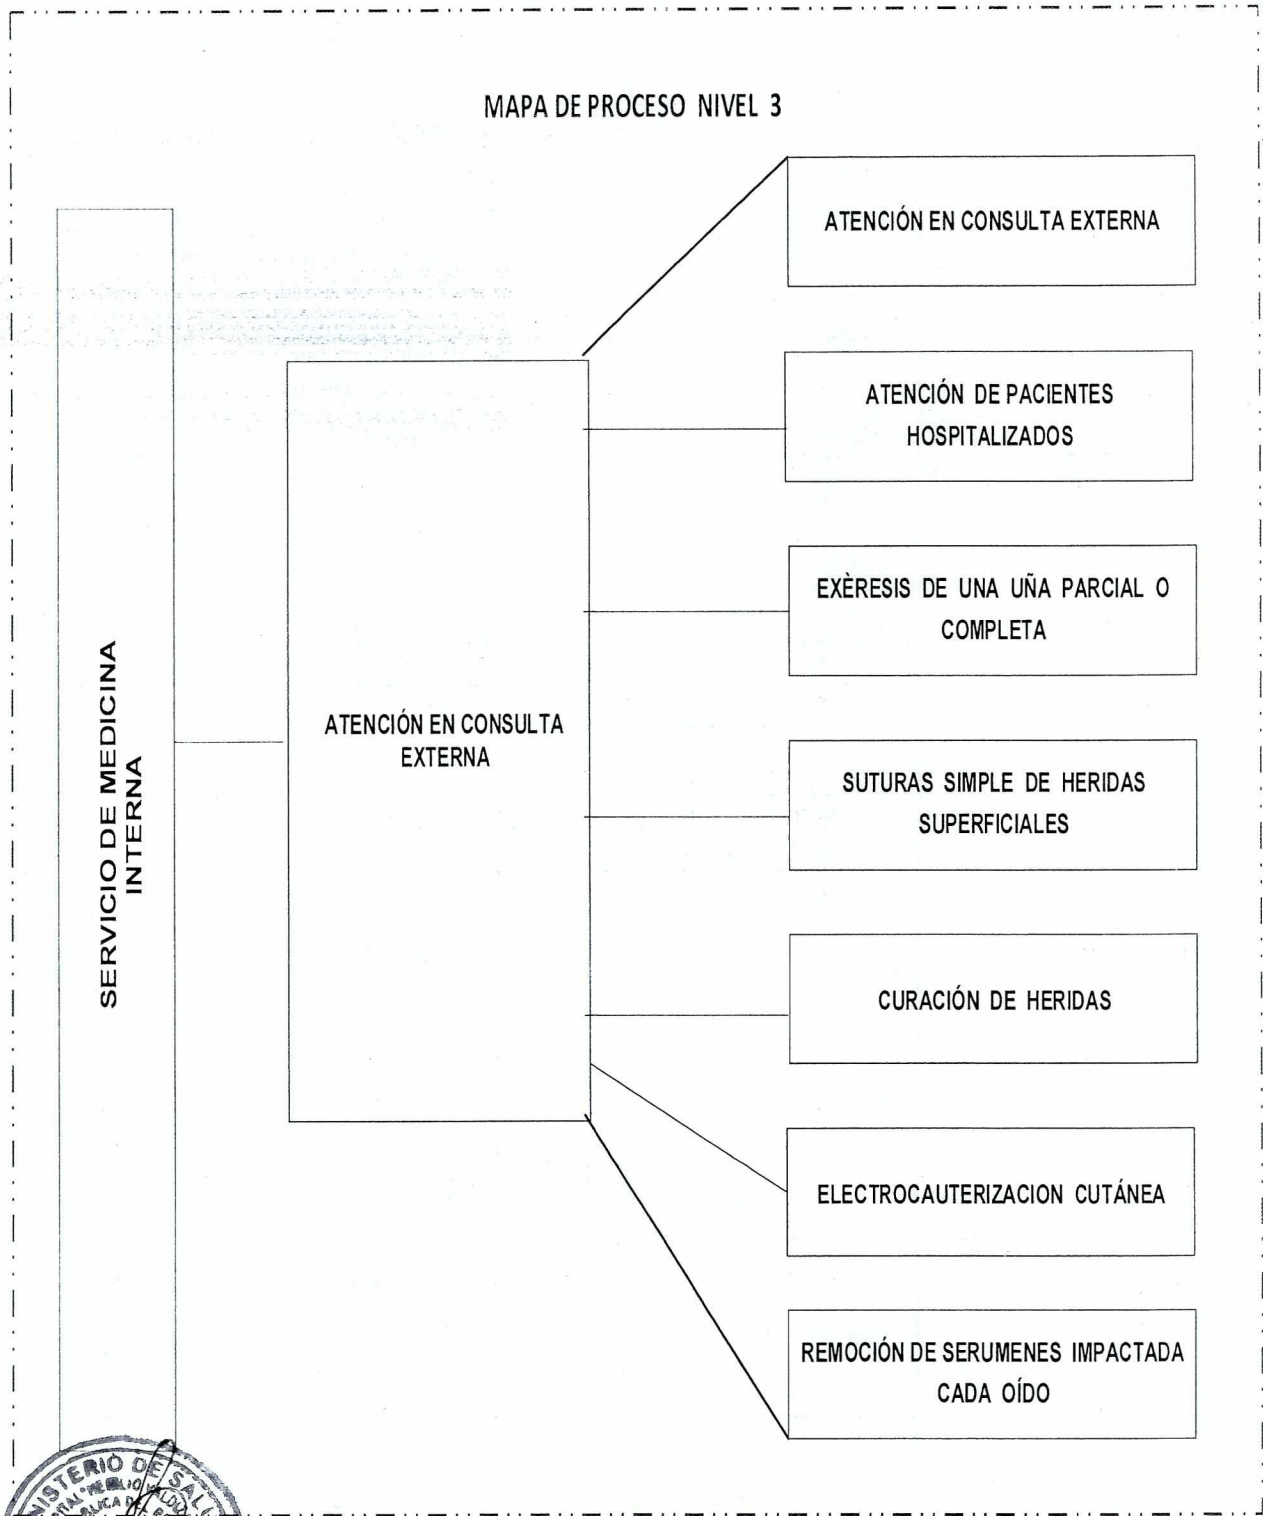 MAPA DE PROCESO NIVEL 3
SERVICIO DE MEDICINA
INTERNA
ATENCIÓN EN CONSULTA
EXTERNA
ATENCIÓN EN CONSULTA EXTERNA
ATENCIÓN DE PACIENTES
HOSPITALIZADOS
EXÈRESIS DE UNA UÑA PARCIAL O
COMPLETA
SUTURAS SIMPLE DE HERIDAS
SUPERFICIALES
CURACIÓN DE HERIDAS
ELECTROCAUTERIZACION CUTÁNEA
REMOCIÓN DE SERUMENES IMPACTADA
CADA OÍDO
DE